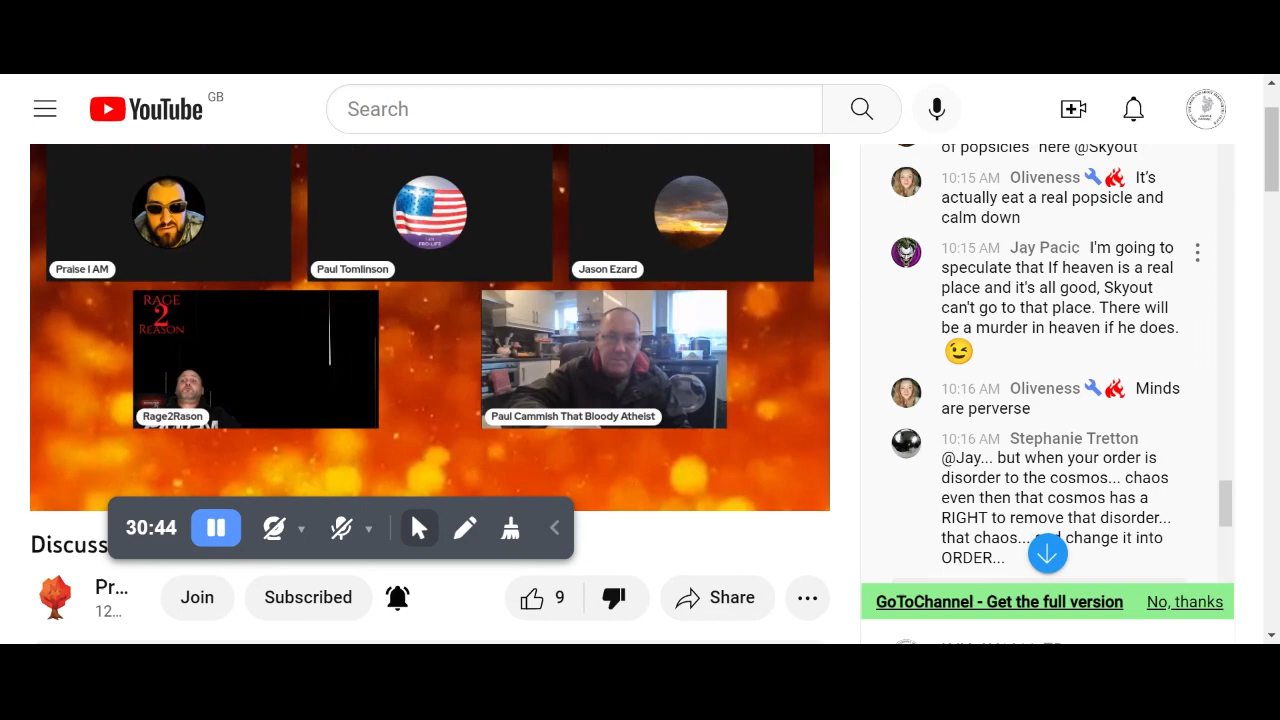 YouTube GB
Search
of popsicles" here @Skyout
10:15 AM Oliveness It's
actually eat a real popsicle and
calm down
10:15 AM Jay Pacic I'm going to
speculate that If heaven is a real
place and it's all good, Skyout
can't go to that place. There will
be a murder in heaven if he does.
10:16 AM Oliveness Minds
are perverse
10:16 AM Stephanie Tretton
@Jay... but when your order is
disorder to the cosmos... chaos
even then that cosmos has a
RIGHT to remove that disorder...
that chaos... change it into
ORDER...
GoToChannel - Get the full version No, thanks
Praise I AM
Paul Tomlinson
PRO-LIFE
Jason Ezard
RAGE
2
REASON
Rage2Rason
Paul Cammish That Bloody Atheist
30:44
Discuss
Pr...
12...
Join
Subscribed
9
Share